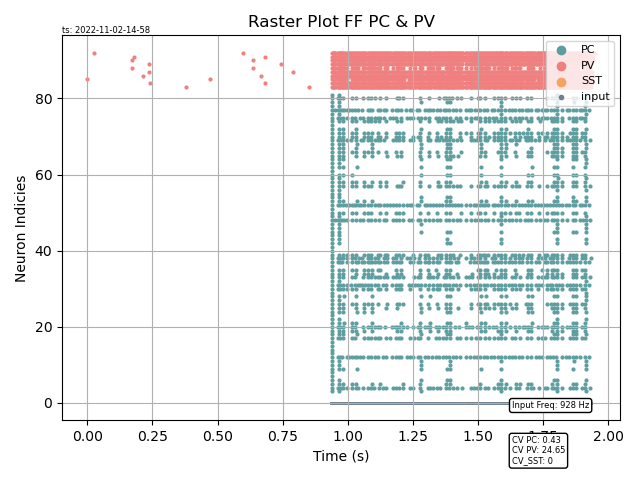 Raster Plot FF PC & PV
ts: 2022-11-02-14-58
PC
PV
SST
input
80
60
40
20
0
Neuron Indicies
Input Freq: 928 Hz
0.00 0.25 0.50 0.75 1.00 1.25 1.50 1.75 2.00
Time (s)
CV PC: 0.43
CV PV: 24.65
CV_SST: 0